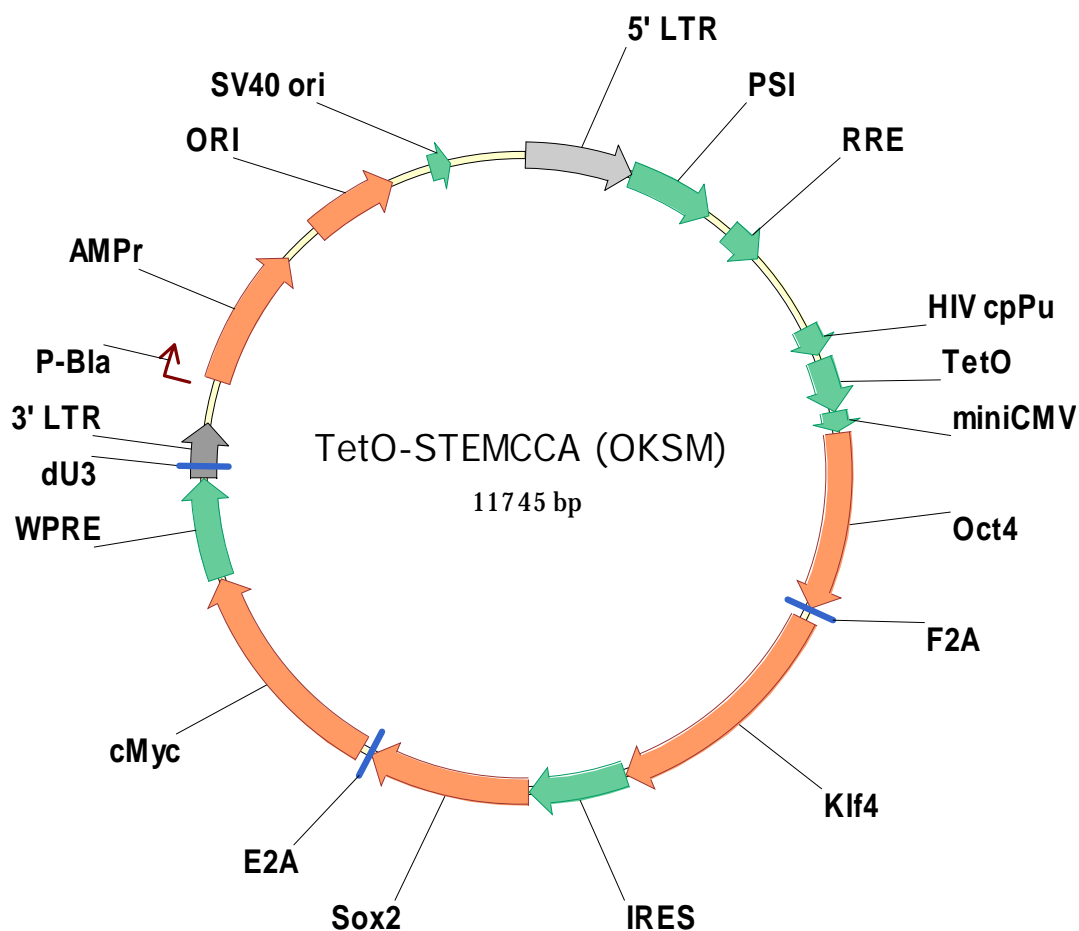 5' LTR
SV40 ori
PSI
ORI
RRE
AMPr
HIV cpPu
P-Bla
TetO
3' LTR
miniCMV
TetO-STEMCCA (OKSM)
dU3
11745 bp
WPRE
Oct4
F2A
cMyc
Klf4
E2A
Sox2
IRES